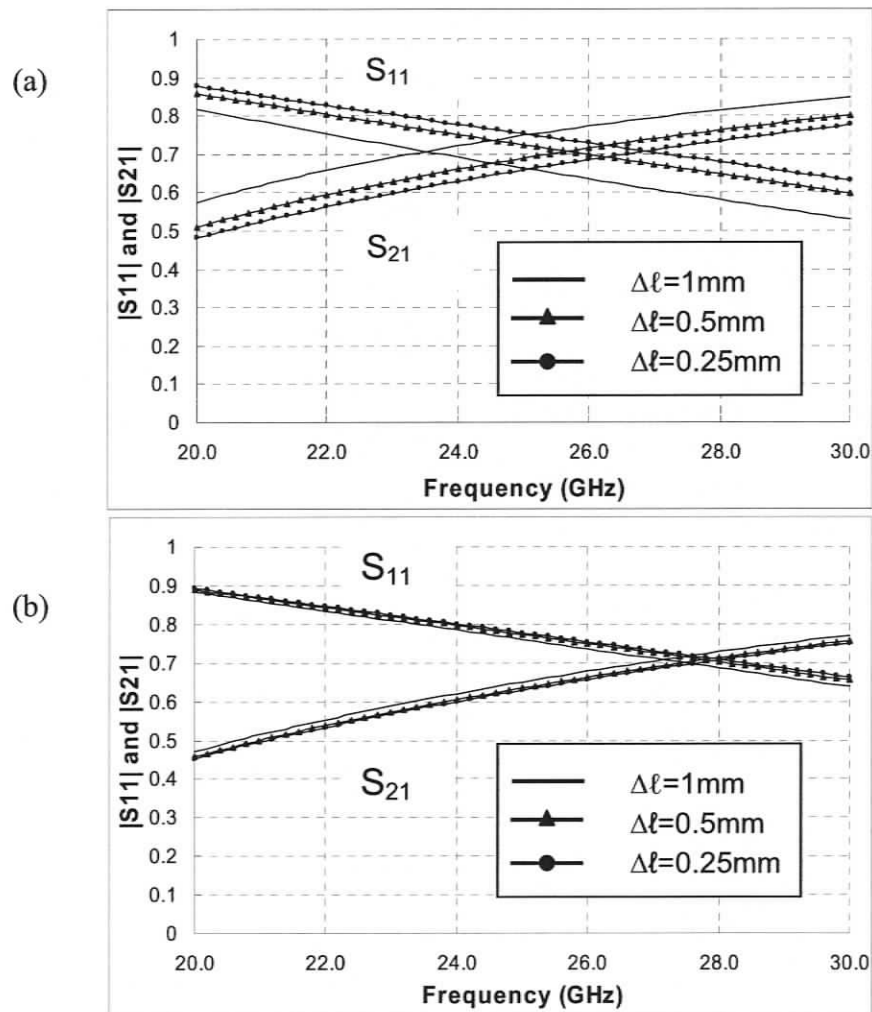 (a)
1
0.9
0.8
0.7
0.6
0.5
0.4
0.3
0.2
0.1
0
|S11| and |S21|
S₁₁
S₂₁
Δℓ=1mm
Δℓ=0.5mm
Δℓ=0.25mm
20.0 22.0 24.0 26.0 28.0 30.0
Frequency (GHz)
(b)
1
0.9
0.8
0.7
0.6
0.5
0.4
0.3
0.2
0.1
0
|S11| and |S21|
S₁₁
S₂₁
Δℓ=1mm
Δℓ=0.5mm
Δℓ=0.25mm
20.0 22.0 24.0 26.0 28.0 30.0
Frequency (GHz)